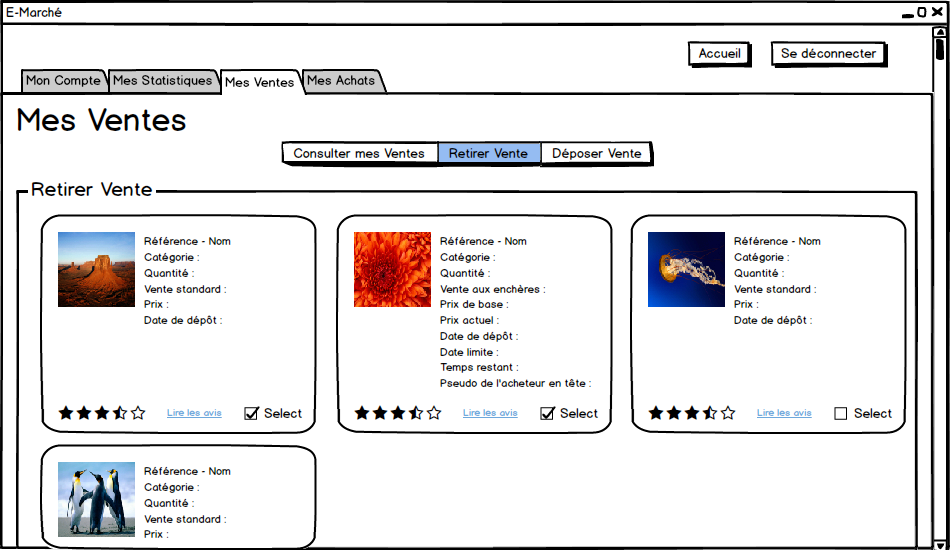 E-Marché
Accueil
Se déconnecter
Mon Compte
Mes Statistiques
Mes Ventes
Mes Achats
Mes Ventes
Consulter mes Ventes
Retirer Vente
Déposer Vente
Retirer Vente
Référence - Nom
Catégorie :
Quantité :
Vente standard :
Prix :
Date de dépôt :
Lire les avis
Select
Référence - Nom
Catégorie :
Quantité :
Vente aux enchères :
Prix de base :
Prix actuel :
Date de dépôt :
Date limite :
Temps restant :
Pseudo de l'acheteur en tête :
Lire les avis
Select
Référence - Nom
Catégorie :
Quantité :
Vente standard :
Prix :
Date de dépôt :
Lire les avis
Select
Référence - Nom
Catégorie :
Quantité :
Vente standard :
Prix :